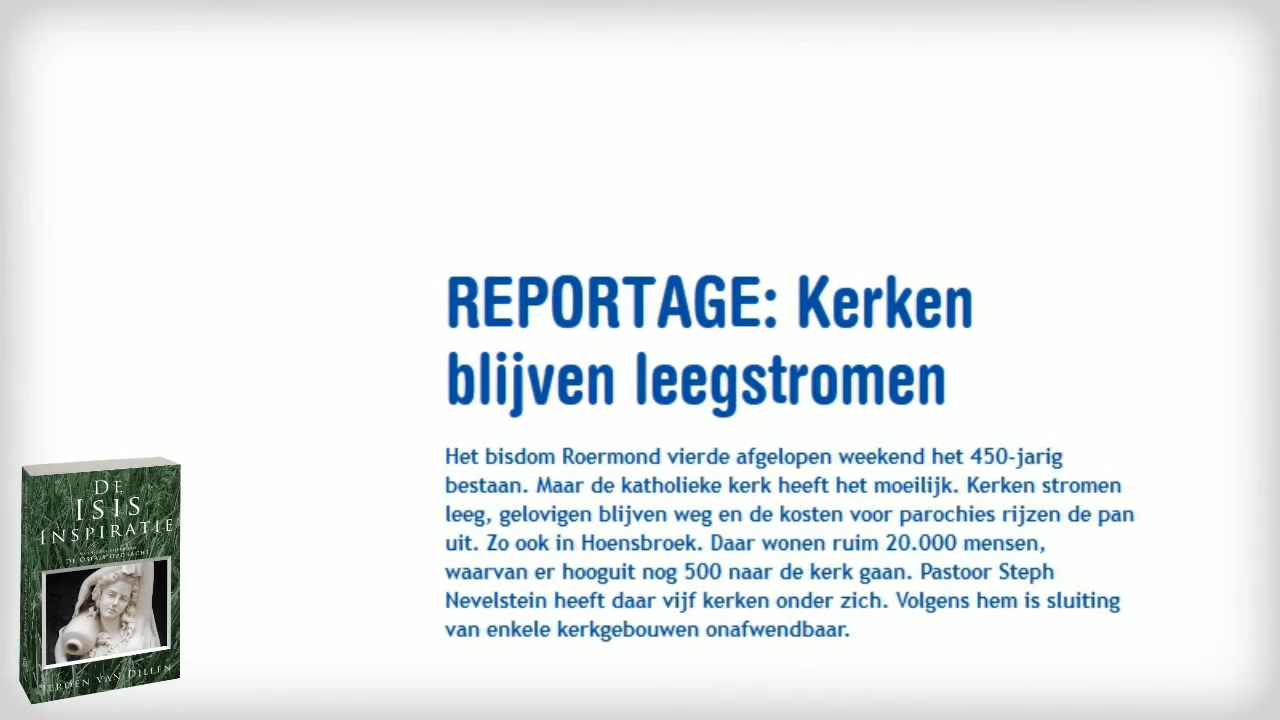 REPORTAGE: Kerken
blijven leegstromen
Het bisdom Roermond vierde afgelopen weekend het 450-jarig
bestaan. Maar de katholieke kerk heeft het moeilijk. Kerken stromen
leeg, gelovigen blijven weg en de kosten voor parochies rijzen de pan
uit. Zo ook in Hoensbroek. Daar wonen ruim 20.000 mensen,
waarvan er hooguit nog 500 naar de kerk gaan. Pastoor Steph
Nevelstein heeft daar vijf kerken onder zich. Volgens hem is sluiting
van enkele kerkgebouwen onafwendbaar.
DE
ISIS
INSPIRATIE
JEROEN VAN DILLEN